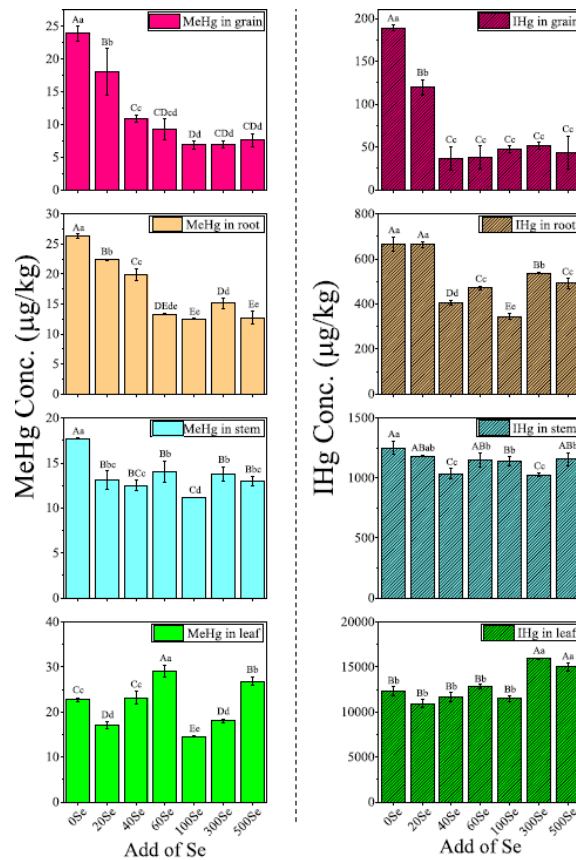 MeHg in grain
30
25
20
15
10
5
0
Aa
Bb
Cc
CDcd
Dd
CDd
CDd
IHg in grain
200
150
100
50
0
Aa
Bb
Cc
Cc
Cc
Cc
Cc
MeHg in root
30
25
20
15
10
5
0
Aa
Bb
Cc
DEde
Ee
Dd
Ee
IHg in root
800
600
400
200
0
Aa
Aa
Dd
Cc
Ee
Bb
Cc
MeHg in stem
20
15
10
5
0
Aa
Bbc
BCc
Bb
Cd
Bb
Bbc
IHg in stem
1500
1250
1000
750
500
250
0
Aa
ABab
Cc
ABb
Bb
Cc
ABb
MeHg in leaf
40
30
20
10
0
Aa
Cc
Dd
Cc
Ee
Dd
Bb
IHg in leaf
20000
15000
10000
5000
0
Bb
Bb
Bb
Bb
Bb
Aa
Aa
MeHg Conc. (μg/kg)
IHg Conc. (μg/kg)
0Se
20Se
40Se
60Se
100Se
300Se
500Se
Add of Se
0Se
20Se
40Se
60Se
100Se
300Se
500Se
Add of Se